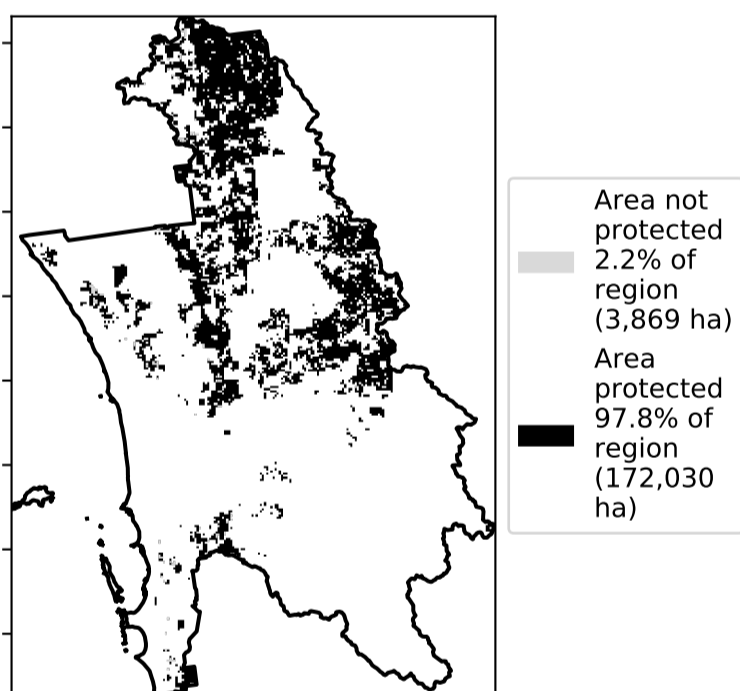 Area not
protected
2.2% of
region
(3,869 ha)
Area
protected
97.8% of
region
(172,030
ha)